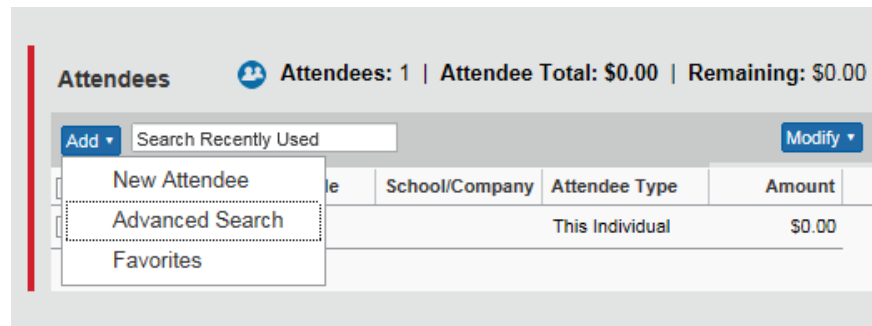 Attendees Attendees: 1 | Attendee Total: $0.00 | Remaining: $0.00
Add Search Recently Used Modify
New Attendee
le School/Company Attendee Type Amount
Advanced Search
This Individual $0.00
Favorites